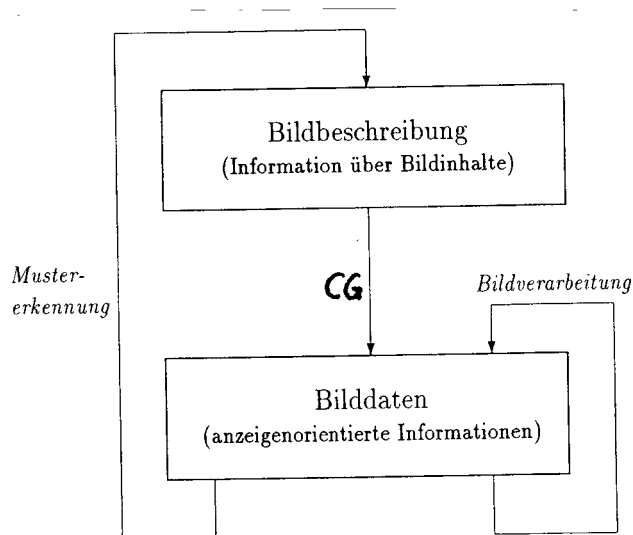 Bildbeschreibung
(Information über Bildinhalte)
Muster-
erkennung
CG
Bildverarbeitung
Bilddaten
(anzeigenorientierte Informationen)